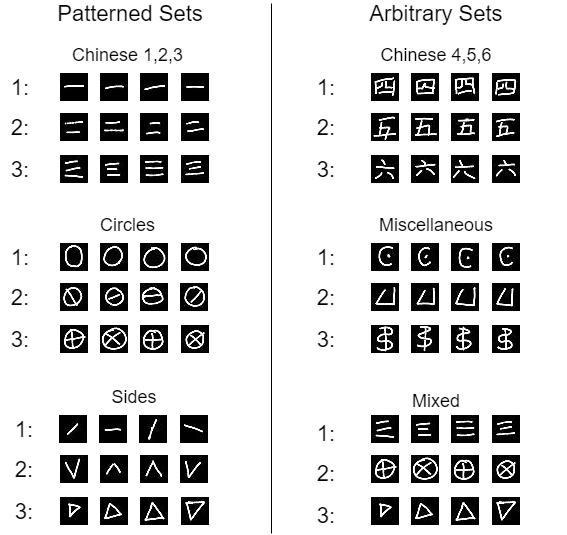 Patterned Sets
Chinese 1,2,3
1: 一 一 一 一
2: 二 二 二 二
3: 三 三 三 三
Circles
1:
2:
3:
Sides
1:
2:
3:
Arbitrary Sets
Chinese 4,5,6
1: 四 四 四 四
2: 五 五 五 五
3: 六 六 六 六
Miscellaneous
1:
2:
3:
Mixed
1: 三 三 三 三
2:
3: